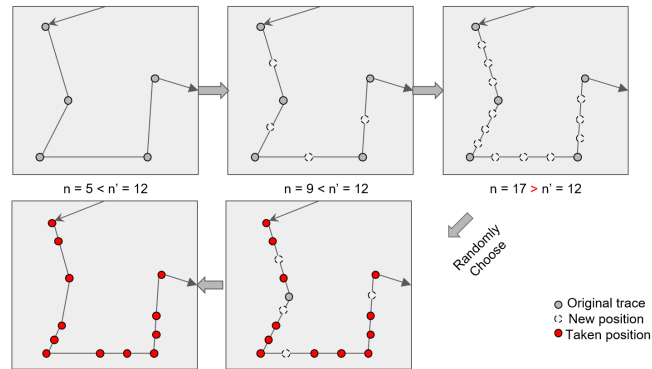 n = 5 < n' = 12
n = 9 < n' = 12
n = 17 > n' = 12
Randomly
Choose
Original trace
New position
Taken position